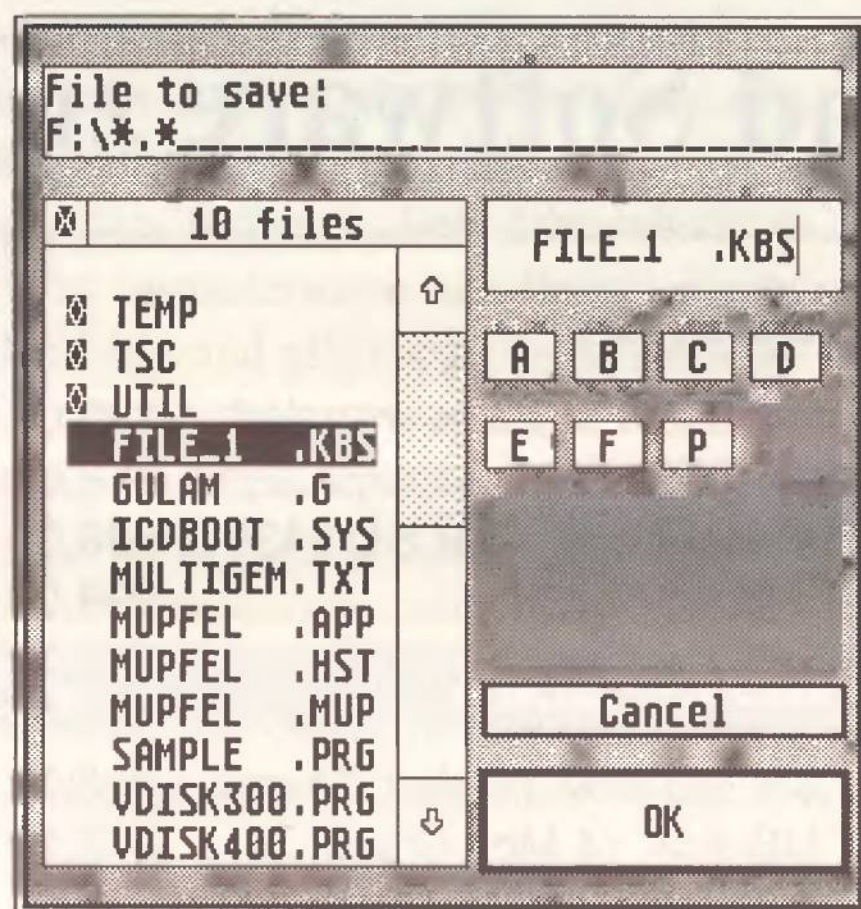 File to save:
F:\*.*
10 files
TEMP
TSC
UTIL
FILE_1 .KBS
GULAM .G
ICDBOOT .SYS
MULTIGEM.TXT
MUPFEL .APP
MUPFEL .HST
MUPFEL .MUP
SAMPLE .PRG
VDISK300.PRG
VDISK400.PRG
FILE_1 .KBS
A B C D
E F P
Cancel
OK